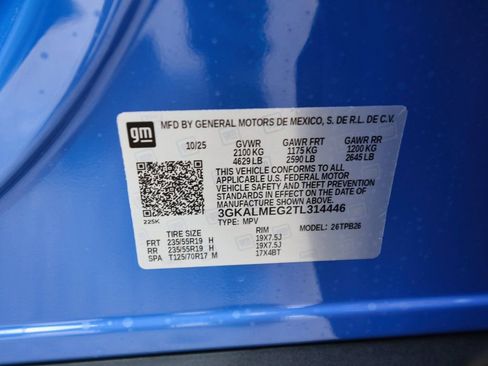 gm
MFD BY GENERAL MOTORS DE MEXICO, S. DE R.L. DE C.V.
10/25 GVWR GAWR FRT GAWR RR
2100 KG 1175 KG 1200 KG
4629 LB 2590 LB 2645 LB
THIS VEHICLE CONFORMS TO ALL
APPLICABLE U.S. FEDERAL MOTOR
VEHICLE SAFETY AND THEFT
PREVENTION STANDARDS IN
EFFECT ON THE DATE OF
MANUFACTURE SHOWN ABOVE.
3GKALMEG2TL314446
225K TYPE: MPV MODEL: 26TPB26
TIRE SIZE RIM
FRT 235/55R19 H 19X7.5J
RR 235/55R19 H 19X7.5J
SPA T125/70R17 M 17X4BT